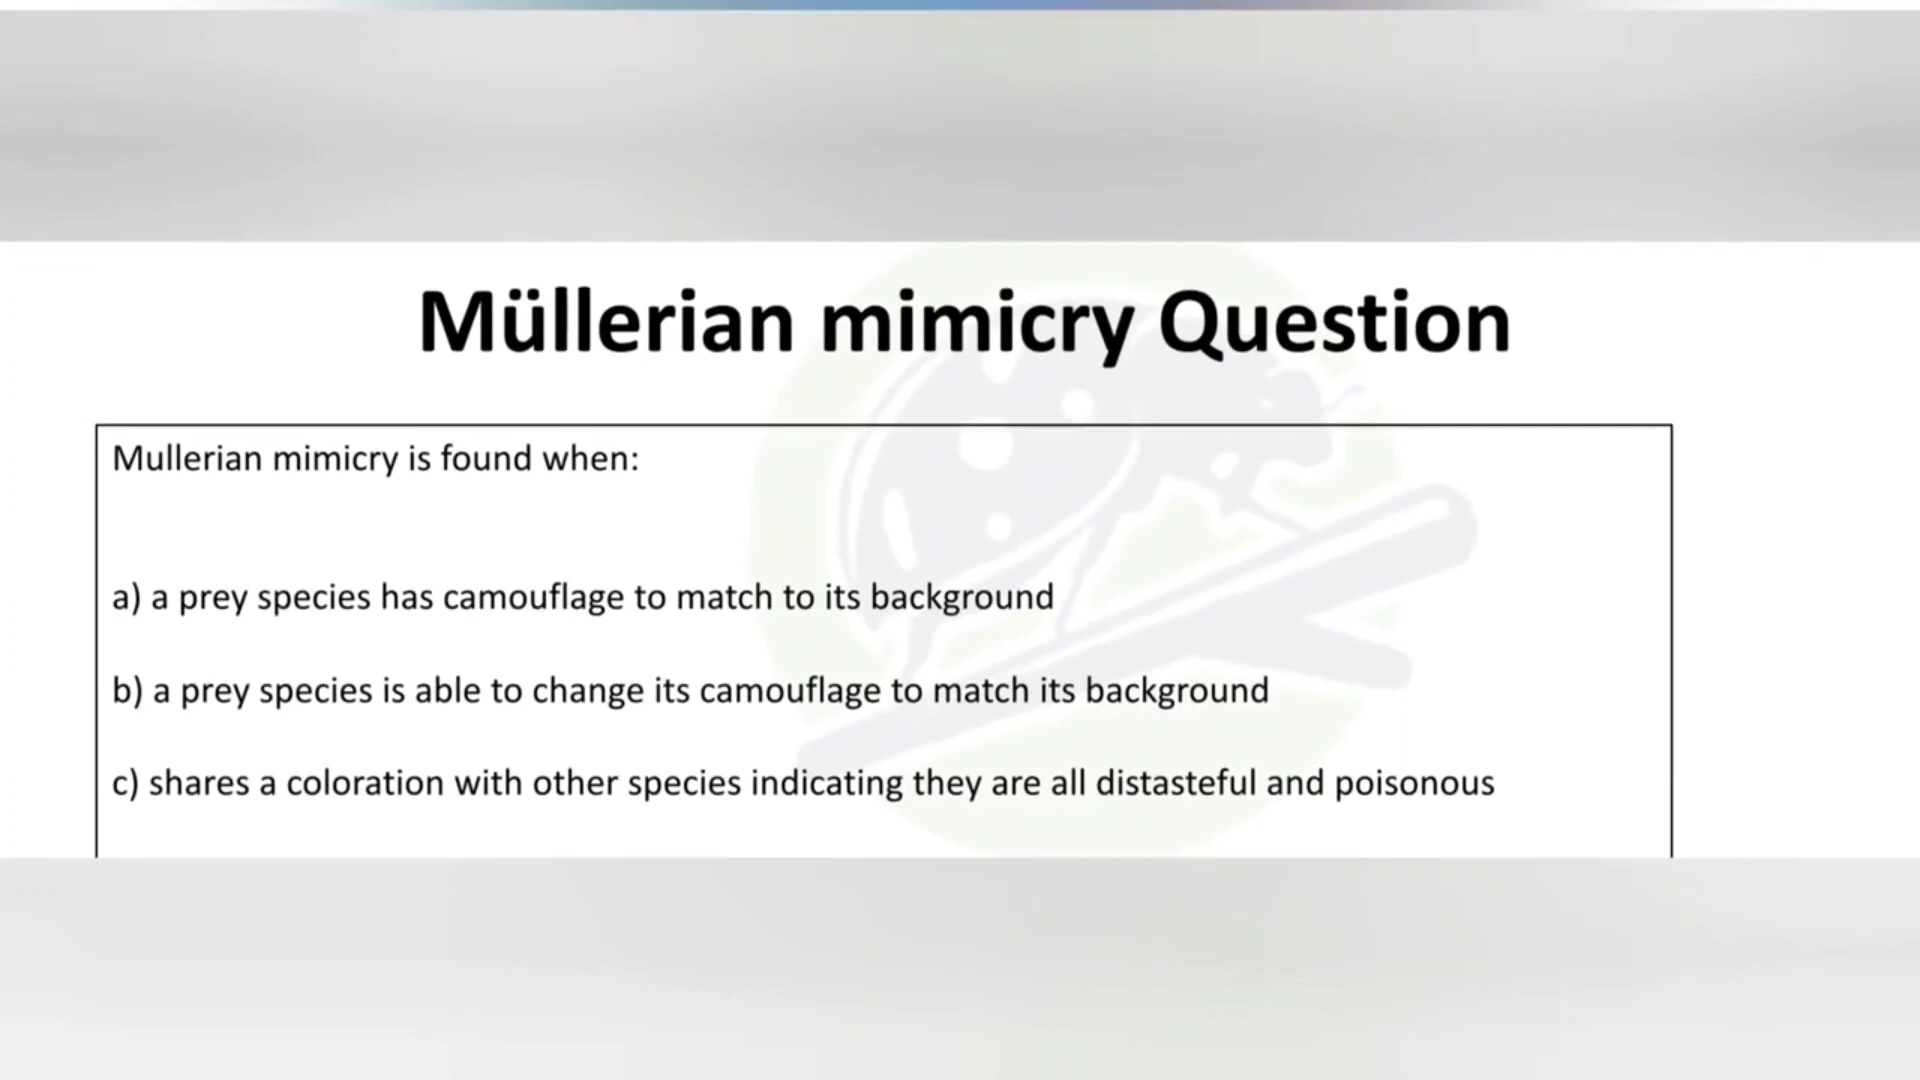 Müllerian mimicry Question
Mullerian mimicry is found when:
a) a prey species has camouflage to match to its background
b) a prey species is able to change its camouflage to match its background
c) shares a coloration with other species indicating they are all distasteful and poisonous